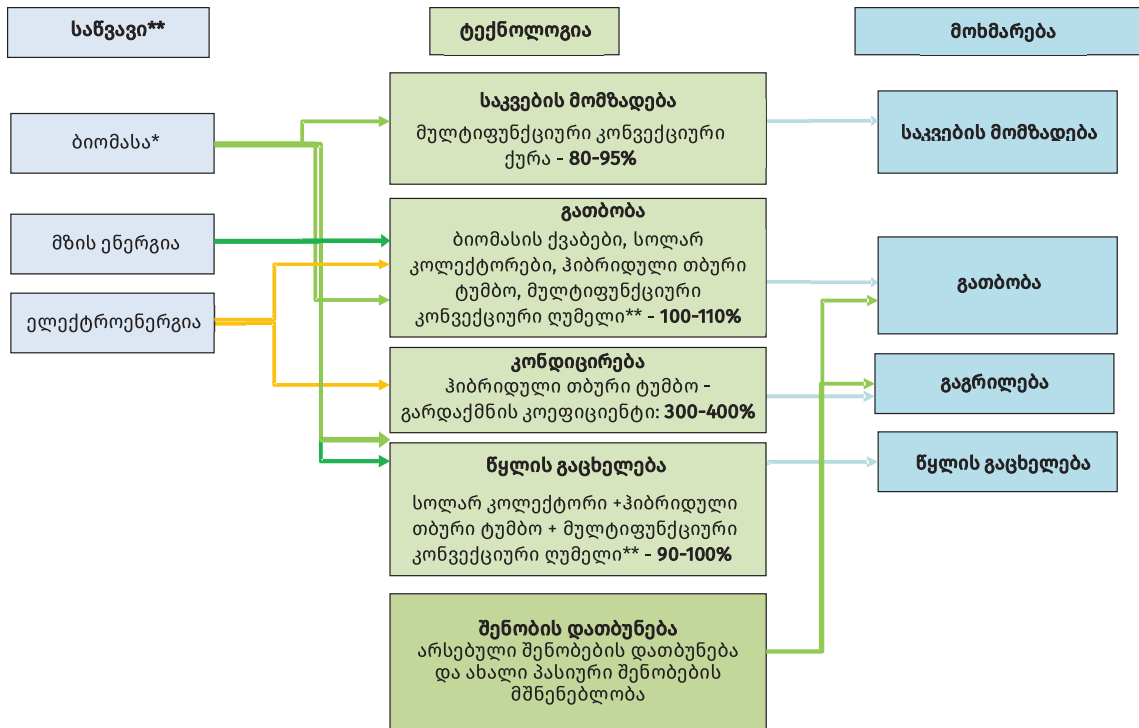 საწვავი**
ტექნოლოგია
მოხმარება
ბიომასა*
მზის ენერგია
ელექტროენერგია
საკვების მომზადება
მულტიფუნქციური კონვექციური
ქურა - 80-95%
გათბობა
ბიომასის ქვაბები, სოლარ
კოლექტორები, ჰიბრიდული თბური
ტუმბო, მულტიფუნქციური
კონვექციური ღუმელი** - 100-110%
კონდიცირება
ჰიბრიდული თბური ტუმბო -
გარდაქმნის კოეფიციენტი: 300-400%
წყლის გაცხელება
სოლარ კოლექტორი +ჰიბრიდული
თბური ტუმბო + მულტიფუნქციური
კონვექციური ღუმელი** - 90-100%
შენობის დათბუნება
არსებული შენობების დათბუნება
და ახალი პასიური შენობების
მშნენებლობა
საკვების მომზადება
გათბობა
გაგრილება
წყლის გაცხელება